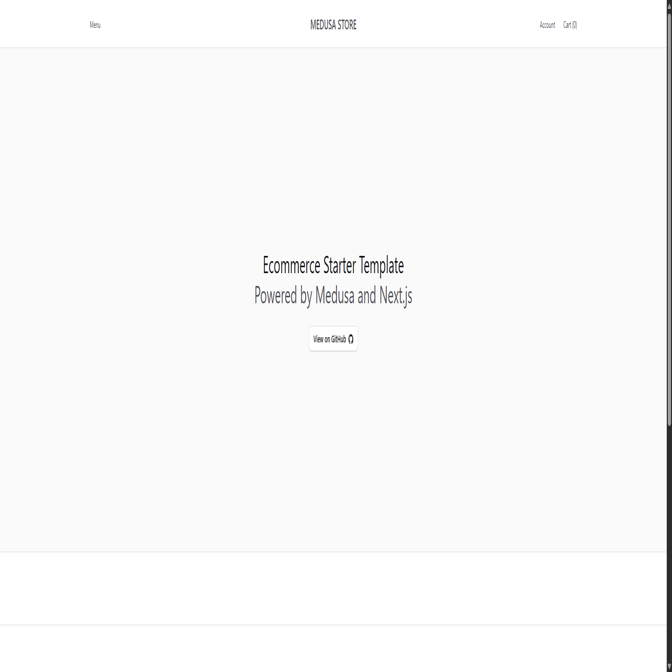 Menu
MEDUSA STORE
Account
Cart (0)
Ecommerce Starter Template
Powered by Medusa and Next.js
View on GitHub